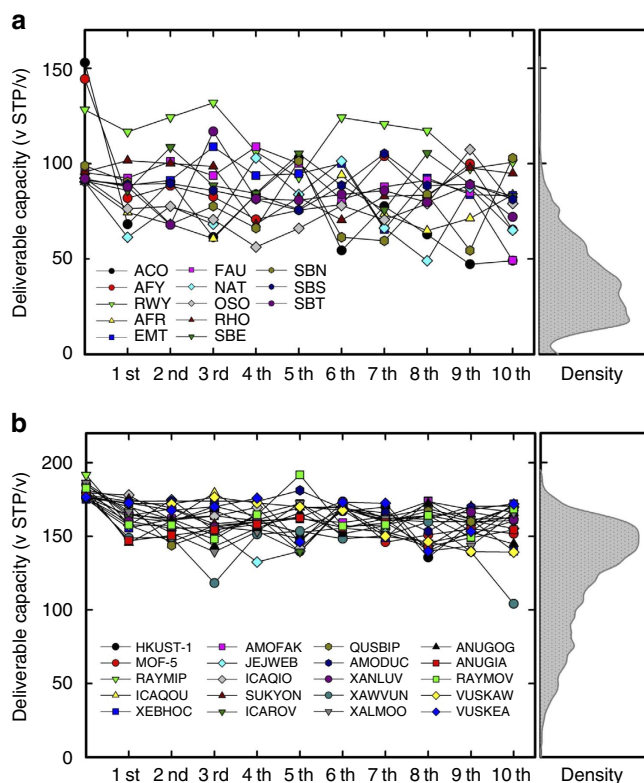 a
Deliverable capacity (v STP/v)
150
100
50
0
ACO FAU SBN
AFY NAT SBS
RWY OSO SBT
AFR RHO
EMT SBE
1 st 2 nd 3 rd 4 th 5 th 6 th 7 th 8 th 9 th 10 th Density
b
Deliverable capacity (v STP/v)
200
150
100
50
0
HKUST-1 AMOFAK QUSBIP ANUGOG
MOF-5 JEJWEB AMODUC ANUGIA
RAYMIP ICAQIO XANLUV RAYMOV
ICAQOU SUKYON XAWVUN VUSKAW
XEBHOC ICAROV XALMOO VUSKEA
1 st 2 nd 3 rd 4 th 5 th 6 th 7 th 8 th 9 th 10 th Density